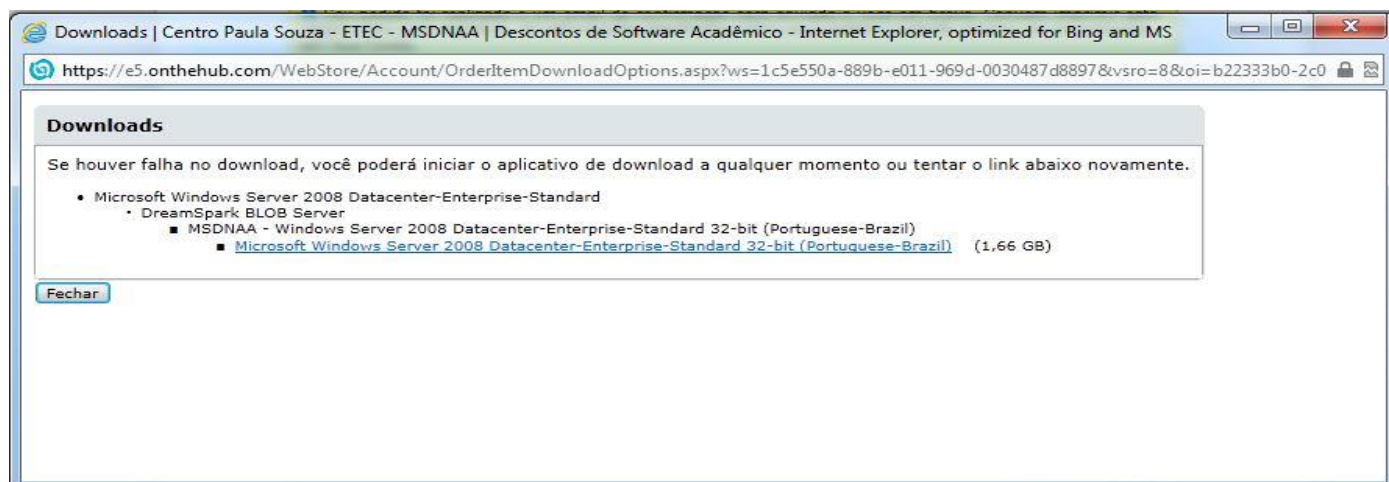 Downloads | Centro Paula Souza - ETEC - MSDNAA | Descontos de Software Acadêmico - Internet Explorer, optimized for Bing and MS
https://e5.onthehub.com/WebStore/Account/OrderItemDownloadOptions.aspx?ws=1c5e550a-889b-e011-969d-0030487d8897&vsro=8&oi=b22333b0-2c0
Downloads
Se houver falha no download, você poderá iniciar o aplicativo de download a qualquer momento ou tentar o link abaixo novamente.
• Microsoft Windows Server 2008 Datacenter-Enterprise-Standard
• DreamSpark BLOB Server
▪ MSDNAA - Windows Server 2008 Datacenter-Enterprise-Standard 32-bit (Portuguese-Brazil)
▪ Microsoft Windows Server 2008 Datacenter-Enterprise-Standard 32-bit (Portuguese-Brazil) (1,66 GB)
Fechar